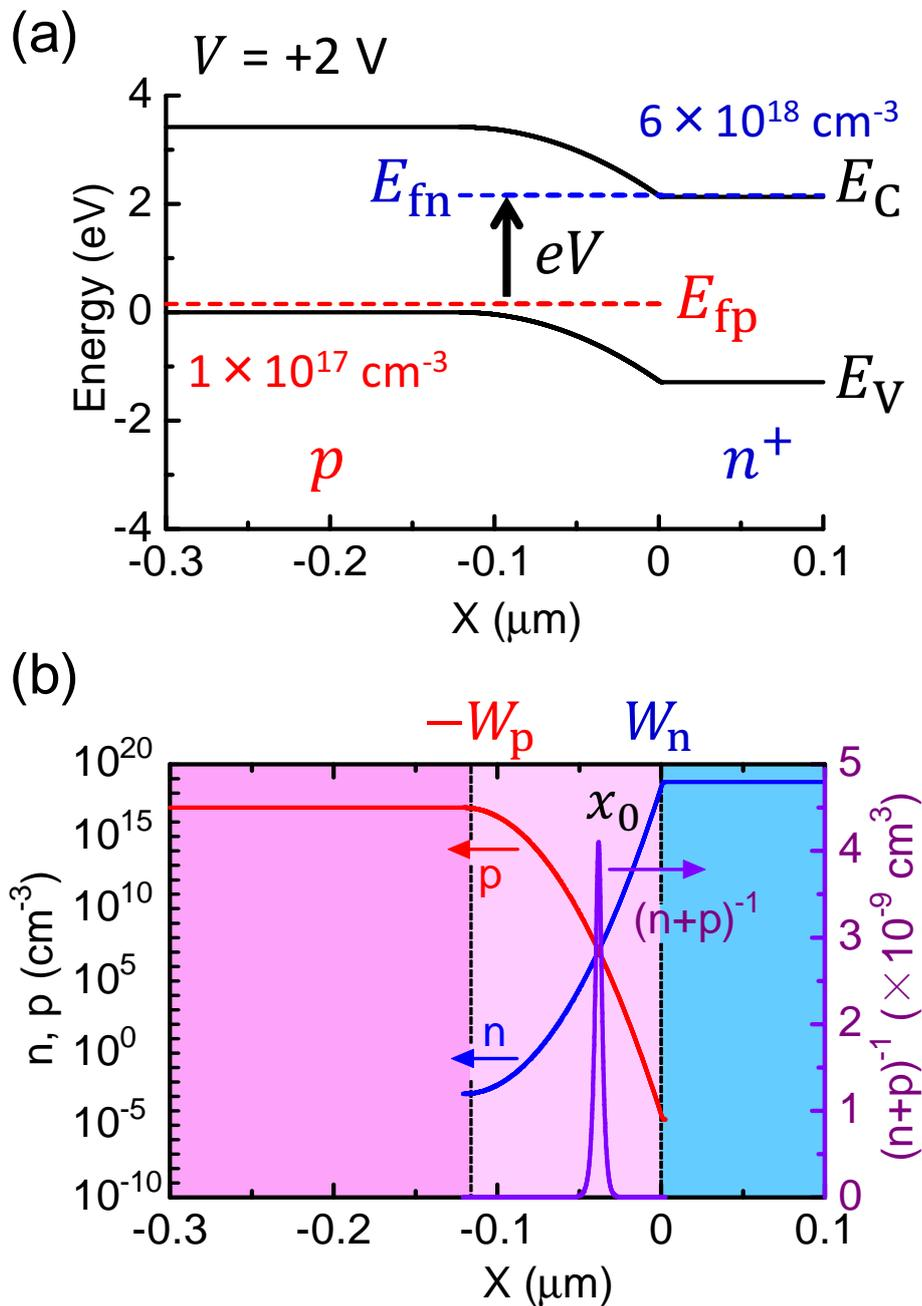 (a)
V = +2 V
6 × 10¹⁸ cm⁻³
Energy (eV)
4
2
0
-2
-4
E_fn
eV
E_C
E_fp
1 × 10¹⁷ cm⁻³
E_V
p
n⁺
-0.3
-0.2
-0.1
0
0.1
X (μm)
(b)
−W_p
W_n
n, p (cm⁻³)
10²⁰
10¹⁵
10¹⁰
10⁵
10⁰
10⁻⁵
10⁻¹⁰
x₀
p
(n+p)⁻¹
n
5
4
3
2
1
0
(n+p)⁻¹ (× 10⁻⁹ cm³)
-0.3
-0.2
-0.1
0
0.1
X (μm)